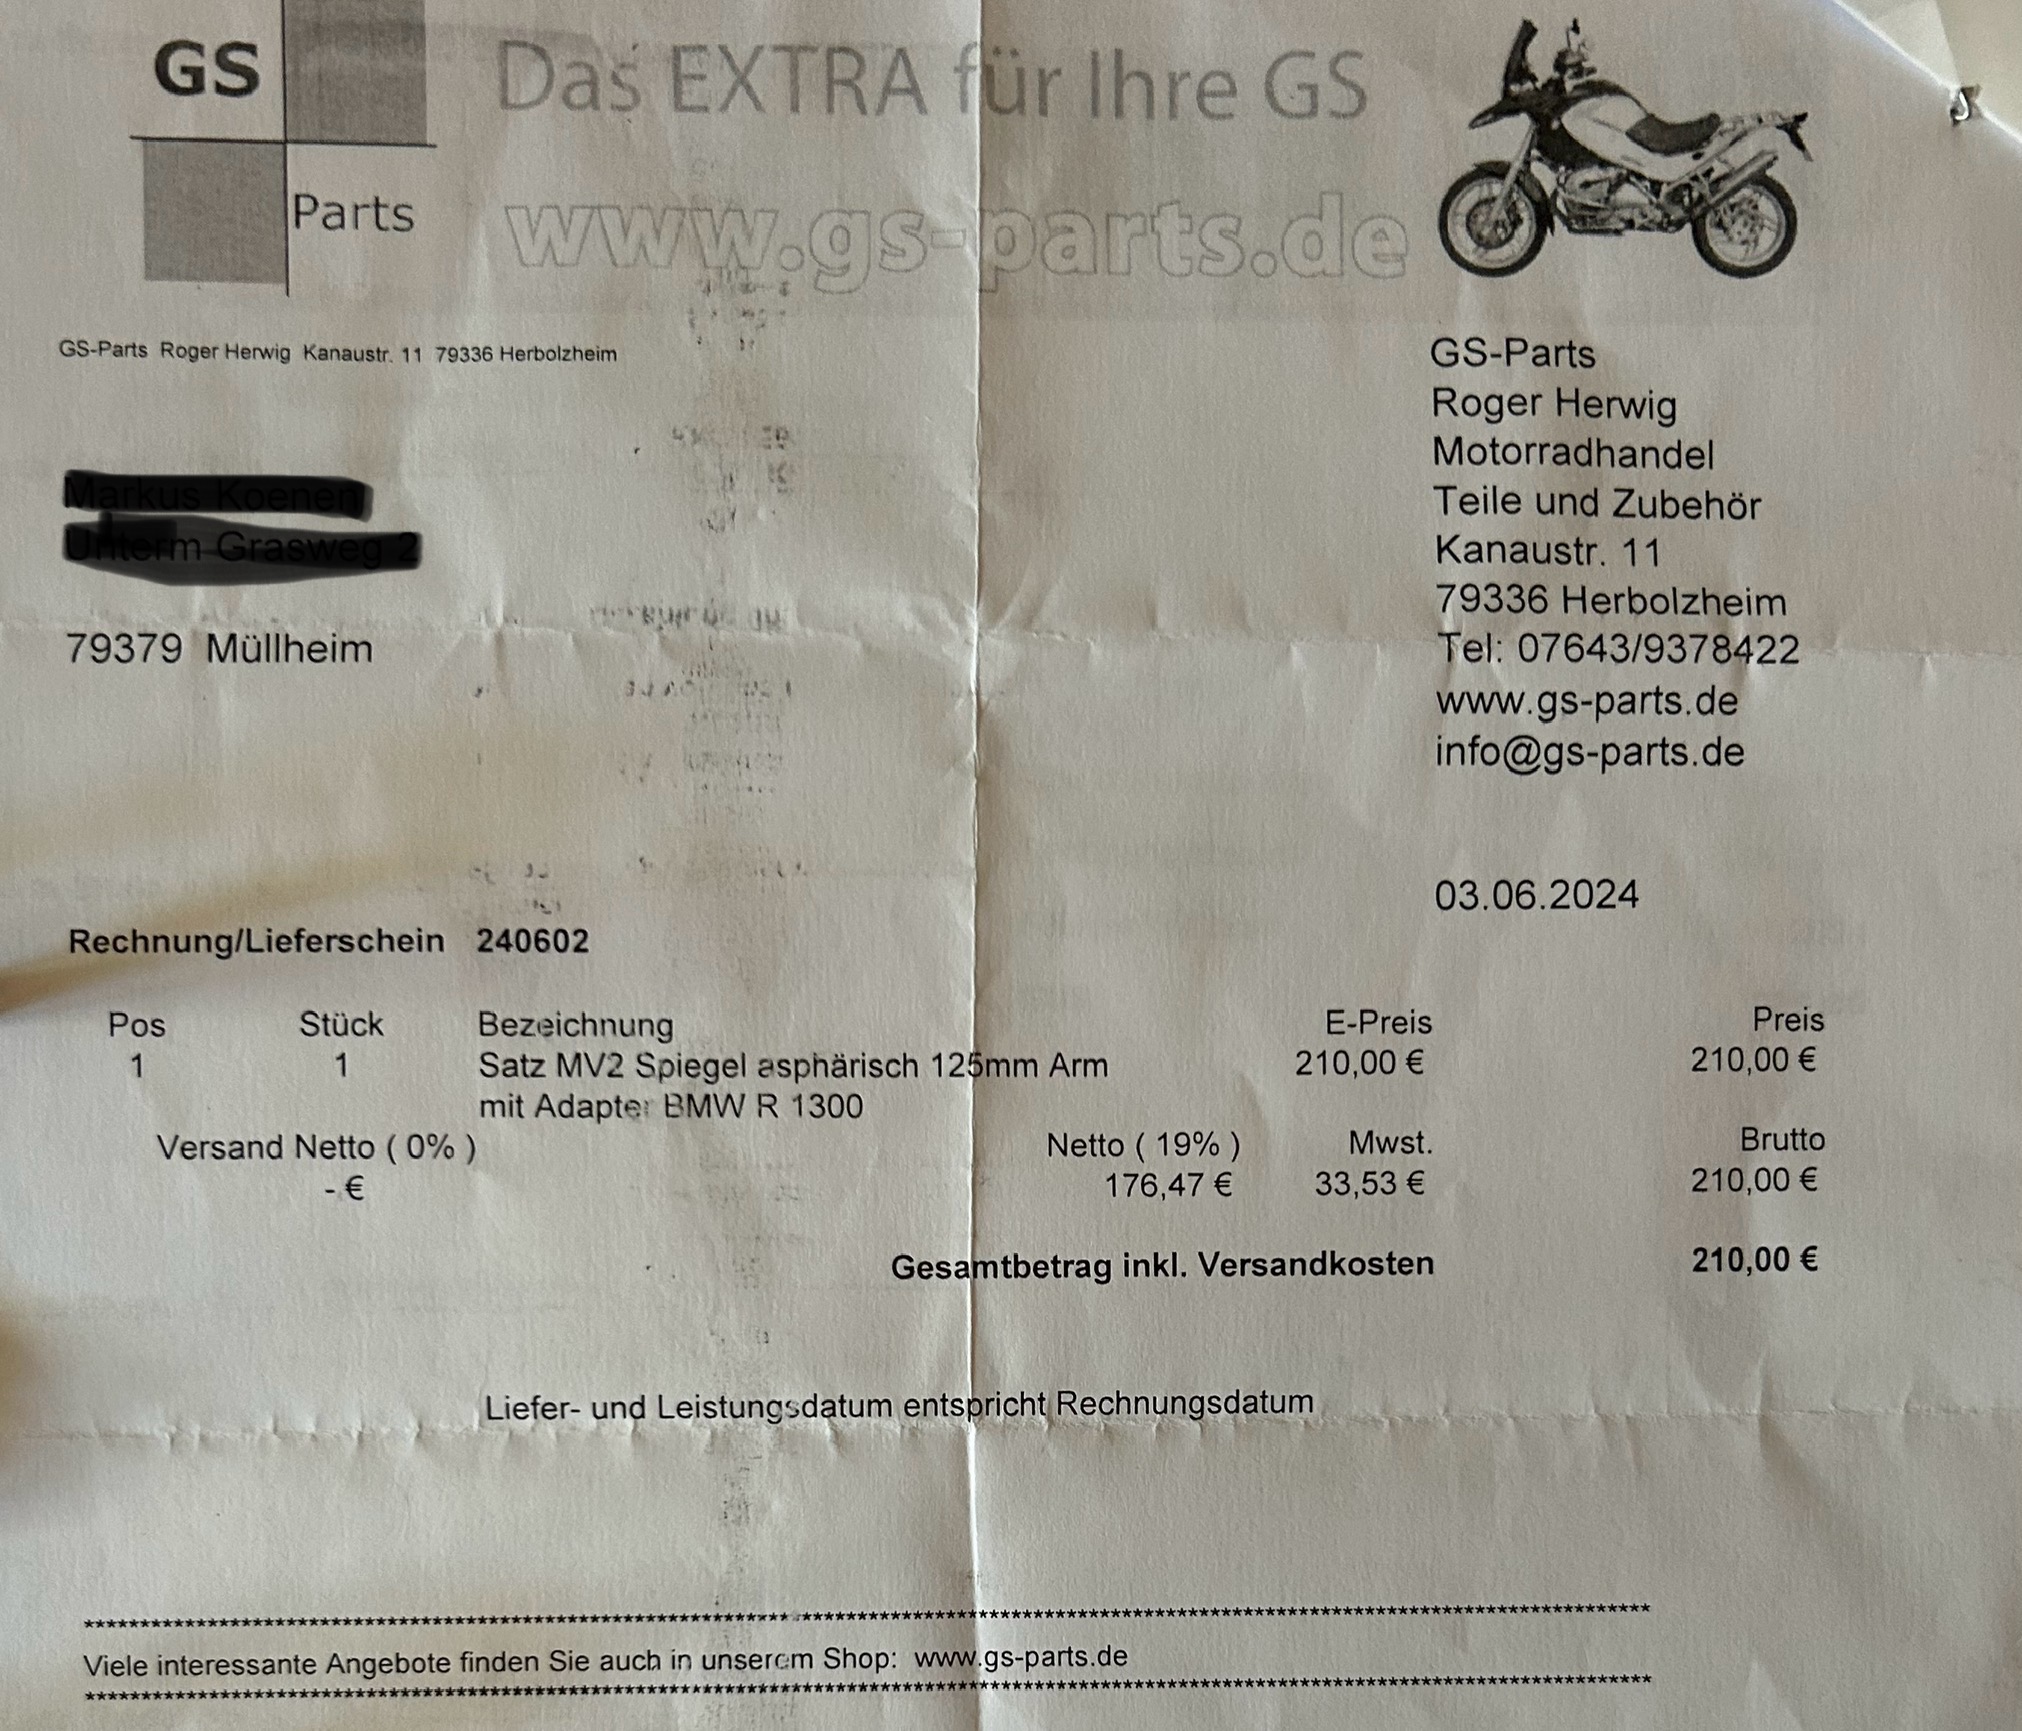 GS
Parts
Das EXTRA für Ihre GS
www.gs-parts.de
GS-Parts Roger Herwig Kanaustr. 11 79336 Herbolzheim
79379 Müllheim
GS-Parts
Roger Herwig
Motorradhandel
Teile und Zubehör
Kanaustr. 11
79336 Herbolzheim
Tel: 07643/9378422
www.gs-parts.de
info@gs-parts.de
03.06.2024
Rechnung/Lieferschein 240602
Pos Stück Bezeichnung E-Preis Preis
1 1 Satz MV2 Spiegel asphärisch 125mm Arm 210,00 € 210,00 €
mit Adapter BMW R 1300
Versand Netto ( 0% ) Netto ( 19% ) Mwst. Brutto
- € 176,47 € 33,53 € 210,00 €
Gesamtbetrag inkl. Versandkosten 210,00 €
Liefer- und Leistungsdatum entspricht Rechnungsdatum
Viele interessante Angebote finden Sie auch in unserem Shop: www.gs-parts.de